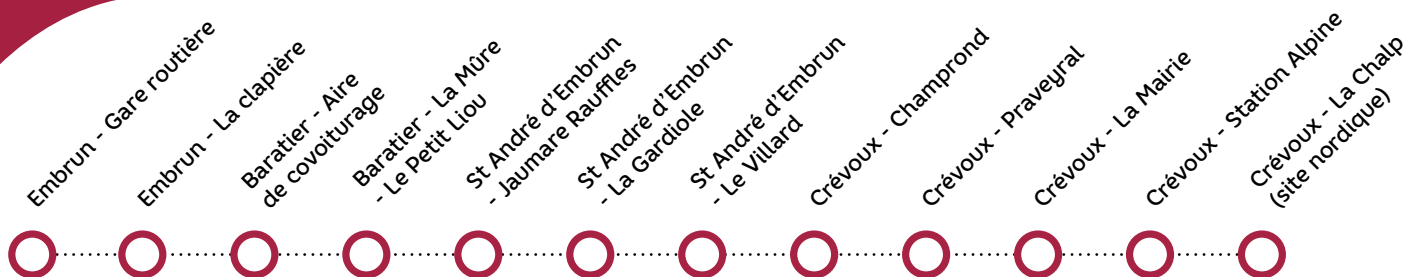 Embrun - Gare routière
Embrun - La clapière
Baratier - Aire
de covoiturage
Baratier - La Mûre
- Le Petit Liou
St André d'Embrun
- Jaumare Rauffles
St André d'Embrun
- La Gardiole
St André d'Embrun
- Le Villard
Crévoux - Champrond
Crévoux - Praveyral
Crévoux - La Mairie
Crévoux - Station Alpine
Crévoux - La Chalp
(site nordique)